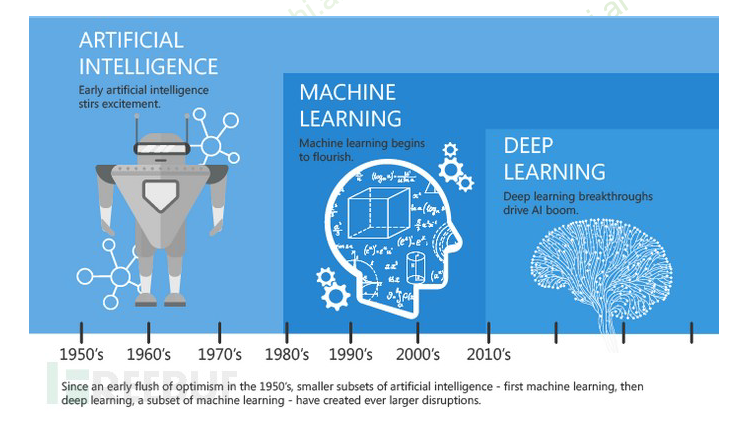 ARTIFICIAL
INTELLIGENCE
Early artificial intelligence
stirs excitement.
MACHINE
LEARNING
Machine learning begins
to flourish.
DEEP
LEARNING
Deep learning breakthroughs
drive AI boom.
1950's 1960's 1970's 1980's 1990's 2000's 2010's
Since an early flush of optimism in the 1950's, smaller subsets of artificial intelligence - first machine learning, then
deep learning, a subset of machine learning - have created ever larger disruptions.